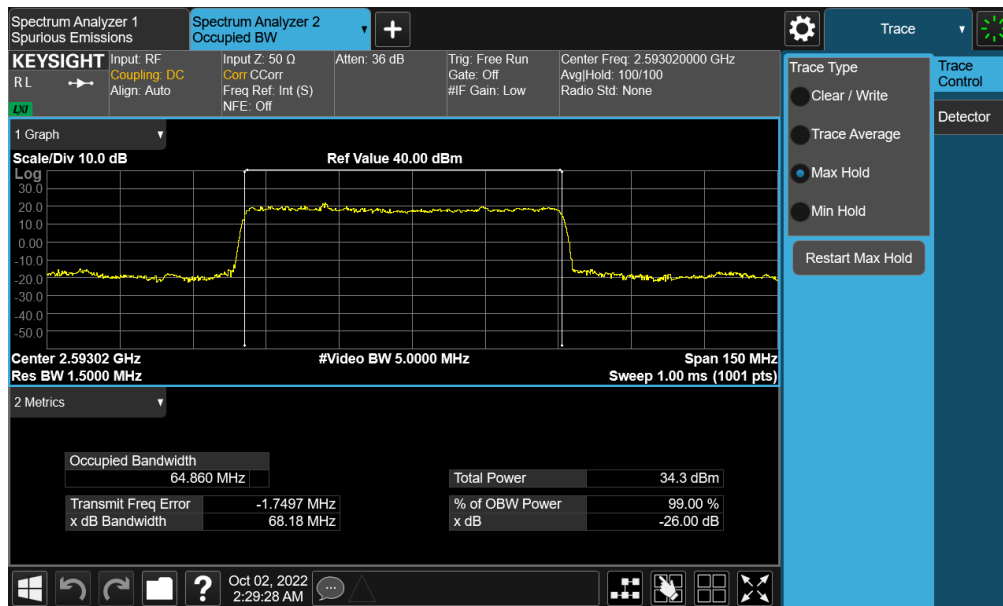 Spectrum Analyzer 1
Spurious Emissions
Spectrum Analyzer 2
Occupied BW
Trace
KEYSIGHT
R L
LXI
Input: RF
Coupling: DC
Align: Auto
Input Z: 50 Ω
Corr CCorr
Freq Ref: Int (S)
NFE: Off
Atten: 36 dB
Trig: Free Run
Gate: Off
#IF Gain: Low
Center Freq: 2.593020000 GHz
Avg|Hold: 100/100
Radio Std: None
Trace Type
Clear / Write
Trace Average
Max Hold
Min Hold
Restart Max Hold
Trace
Control
Detector
1 Graph
Scale/Div 10.0 dB
Ref Value 40.00 dBm
Log
30.0
20.0
10.0
0.00
-10.0
-20.0
-30.0
-40.0
-50.0
Center 2.59302 GHz
#Video BW 5.0000 MHz
Span 150 MHz
Res BW 1.5000 MHz
Sweep 1.00 ms (1001 pts)
2 Metrics
Occupied Bandwidth
64.860 MHz
Total Power 34.3 dBm
Transmit Freq Error -1.7497 MHz
% of OBW Power 99.00 %
x dB Bandwidth 68.18 MHz
x dB -26.00 dB
?
Oct 02, 2022
2:29:28 AM